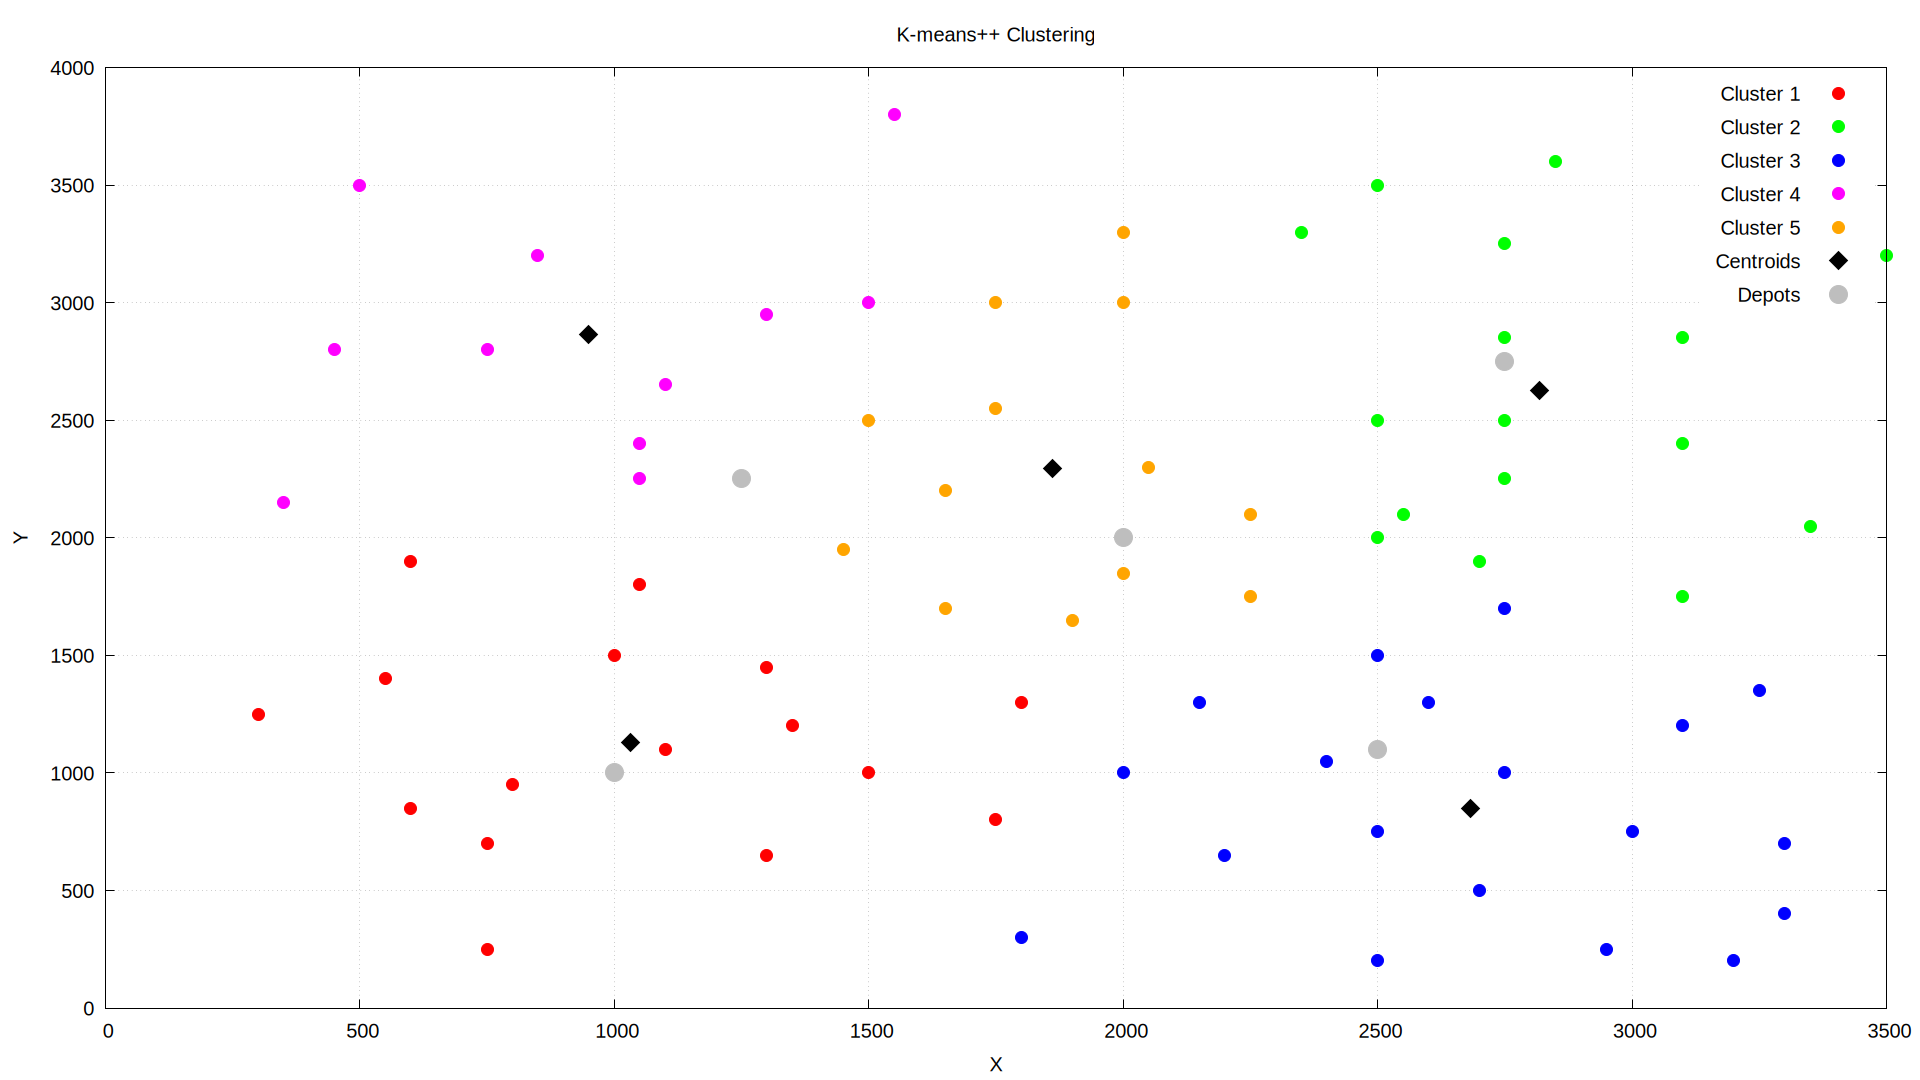 K-means++ Clustering
4000
3500
3000
2500
2000
1500
1000
500
0
Y
Cluster 1
Cluster 2
Cluster 3
Cluster 4
Cluster 5
Centroids
Depots
0 500 1000 1500 2000 2500 3000 3500
X